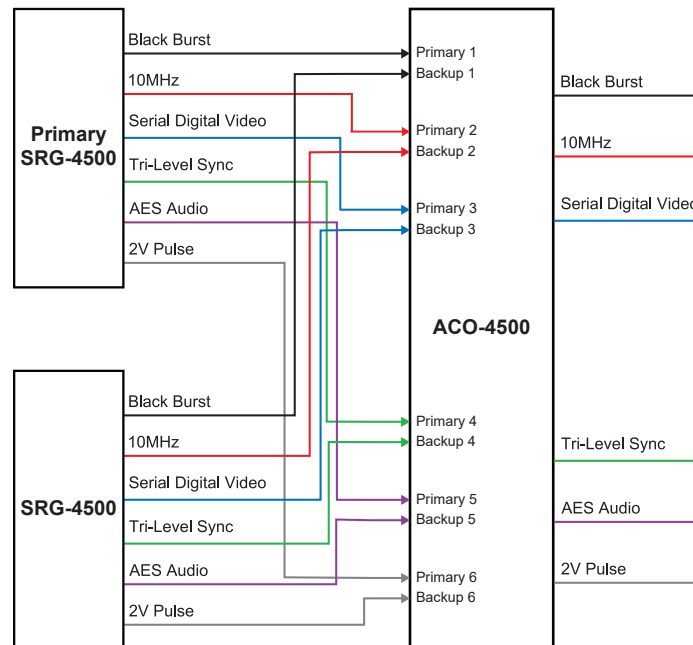 Black Burst
10MHz
Serial Digital Video
Tri-Level Sync
AES Audio
2V Pulse
Primary
SRG-4500
Black Burst
10MHz
Serial Digital Video
Tri-Level Sync
AES Audio
2V Pulse
SRG-4500
Primary 1
Backup 1
Primary 2
Backup 2
Primary 3
Backup 3
ACO-4500
Primary 4
Backup 4
Primary 5
Backup 5
Primary 6
Backup 6
Black Burst
10MHz
Serial Digital Video
Tri-Level Sync
AES Audio
2V Pulse